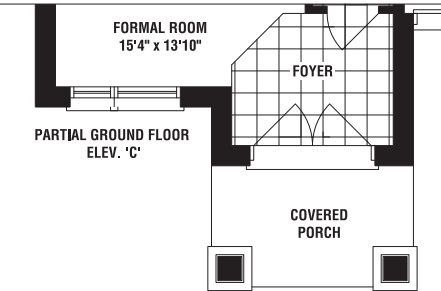 FORMAL ROOM
15'4" x 13'10"
FOYER
PARTIAL GROUND FLOOR
ELEV. 'C'
COVERED
PORCH